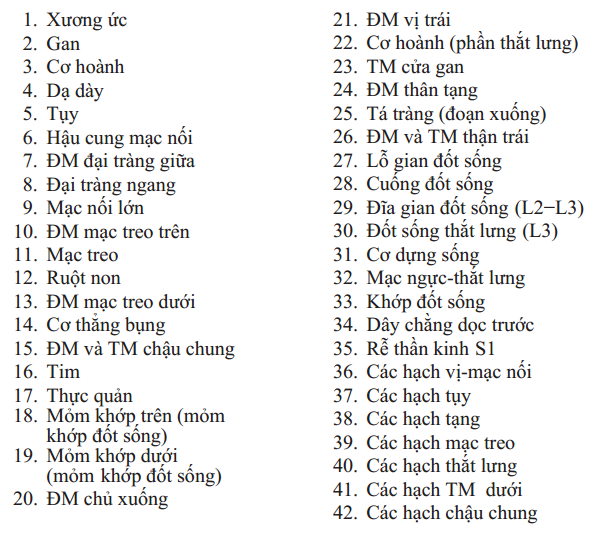 1. Xương ức
2. Gan
3. Cơ hoành
4. Dạ dày
5. Tụy
6. Hậu cung mạc nối
7. ĐM đại tràng giữa
8. Đại tràng ngang
9. Mạc nối lớn
10. ĐM mạc treo trên
11. Mạc treo
12. Ruột non
13. ĐM mạc treo dưới
14. Cơ thẳng bụng
15. ĐM và TM chậu chung
16. Tim
17. Thực quản
18. Mỏm khớp trên (mỏm
khớp đốt sống)
19. Mỏm khớp dưới
(mỏm khớp đốt sống)
20. ĐM chủ xuống
21. ĐM vị trái
22. Cơ hoành (phần thắt lưng)
23. TM cửa gan
24. ĐM thân tạng
25. Tá tràng (đoạn xuống)
26. ĐM và TM thận trái
27. Lỗ gian đốt sống
28. Cuống đốt sống
29. Đĩa gian đốt sống (L2−L3)
30. Đốt sống thắt lưng (L3)
31. Cơ dựng sống
32. Mạc ngực-thắt lưng
33. Khớp đốt sống
34. Dây chằng dọc trước
35. Rễ thần kinh S1
36. Các hạch vị-mạc nối
37. Các hạch tụy
38. Các hạch tạng
39. Các hạch mạc treo
40. Các hạch thắt lưng
41. Các hạch TM dưới
42. Các hạch chậu chung